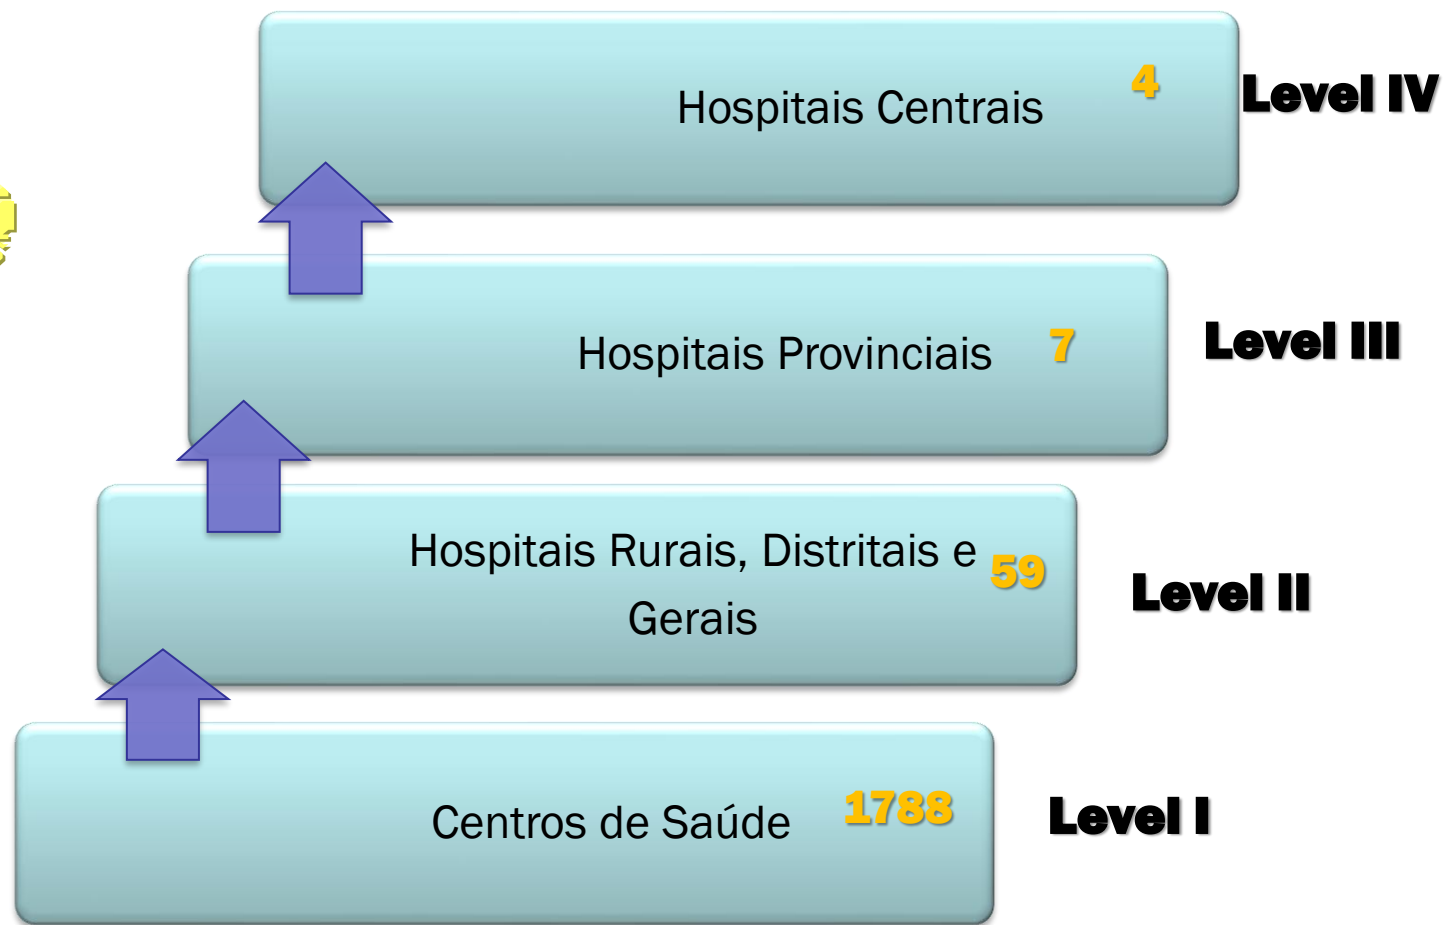 Hospitais Centrais 4 Level IV
Hospitais Provinciais 7 Level III
Hospitais Rurais, Distritais e 59 Level II
Gerais
Centros de Saúde 1788 Level I